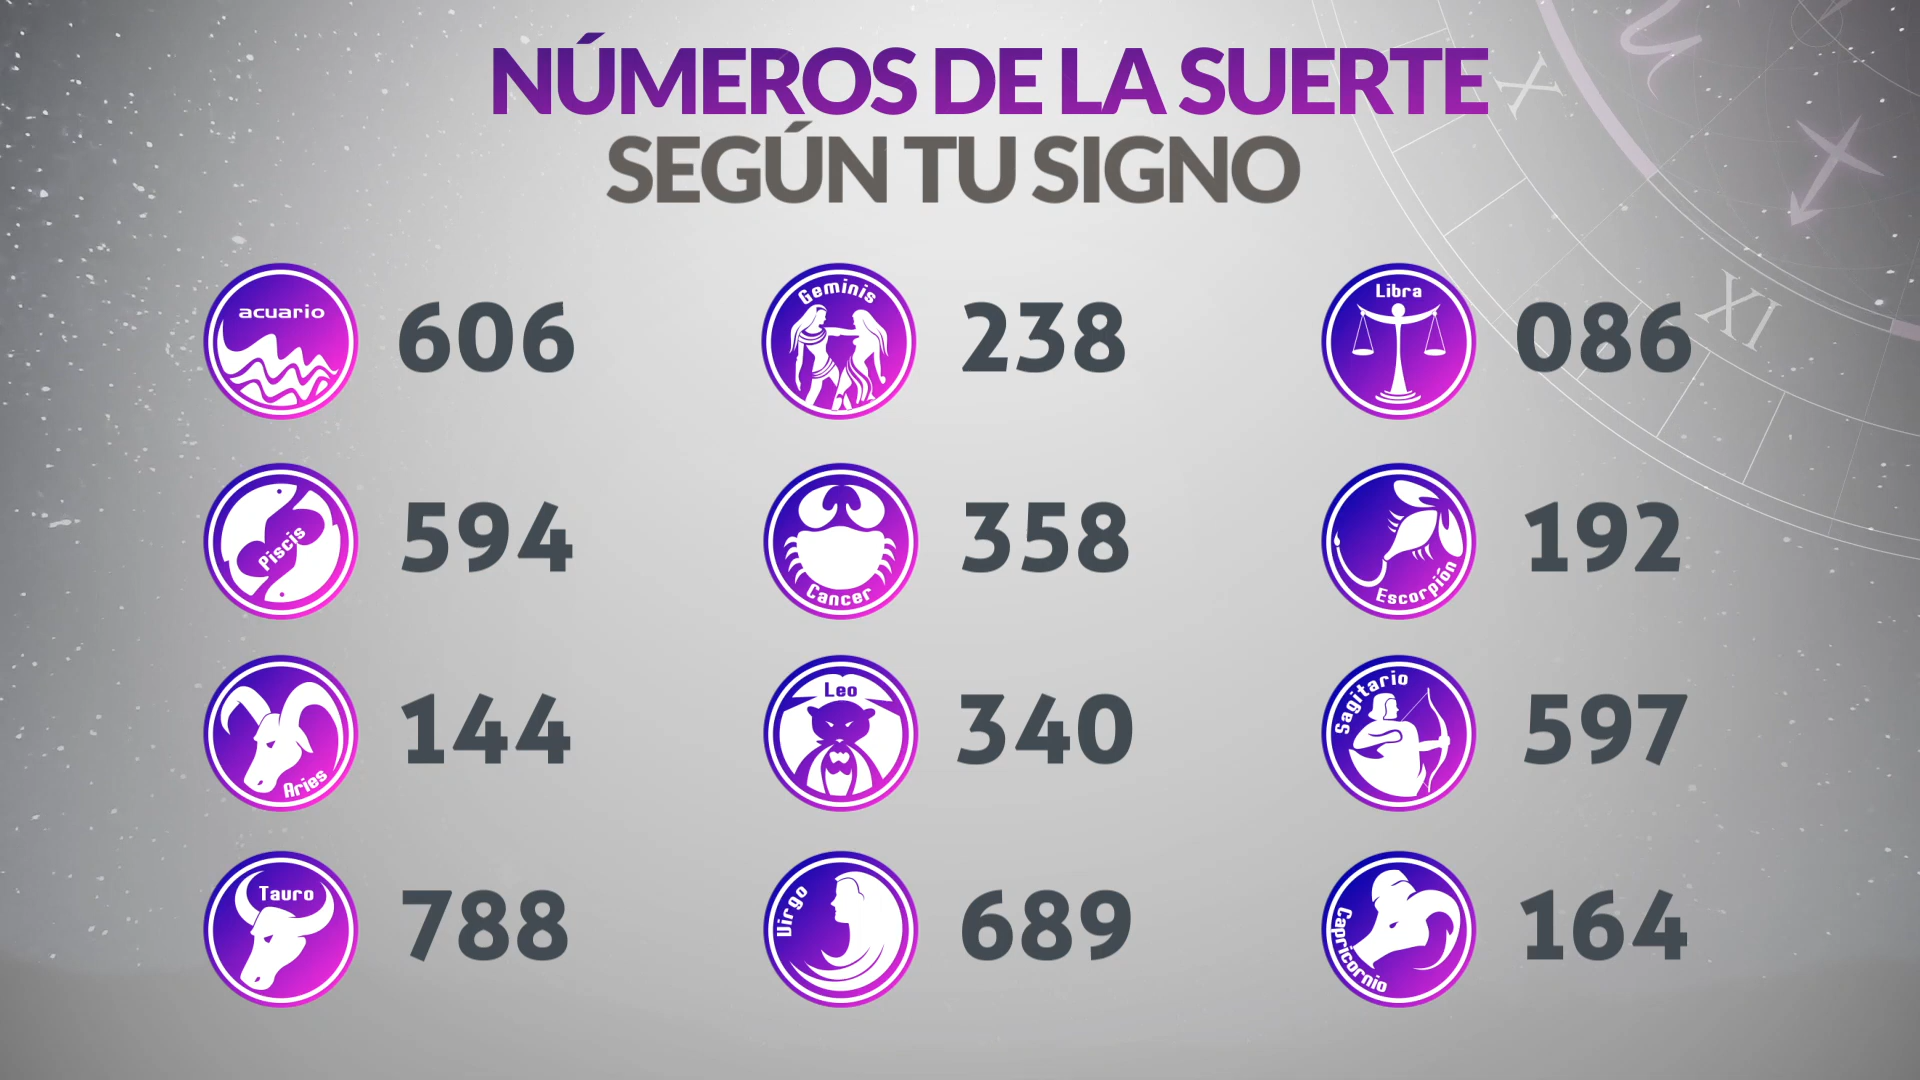 NÚMEROS DE LA SUERTE
SEGÚN TU SIGNO
acuario 606
Geminis 238
Libra 086
Piscis 594
Cancer 358
Escorpión 192
Aries 144
Leo 340
Sagitario 597
Tauro 788
Virgo 689
Capricornio 164
X
XI